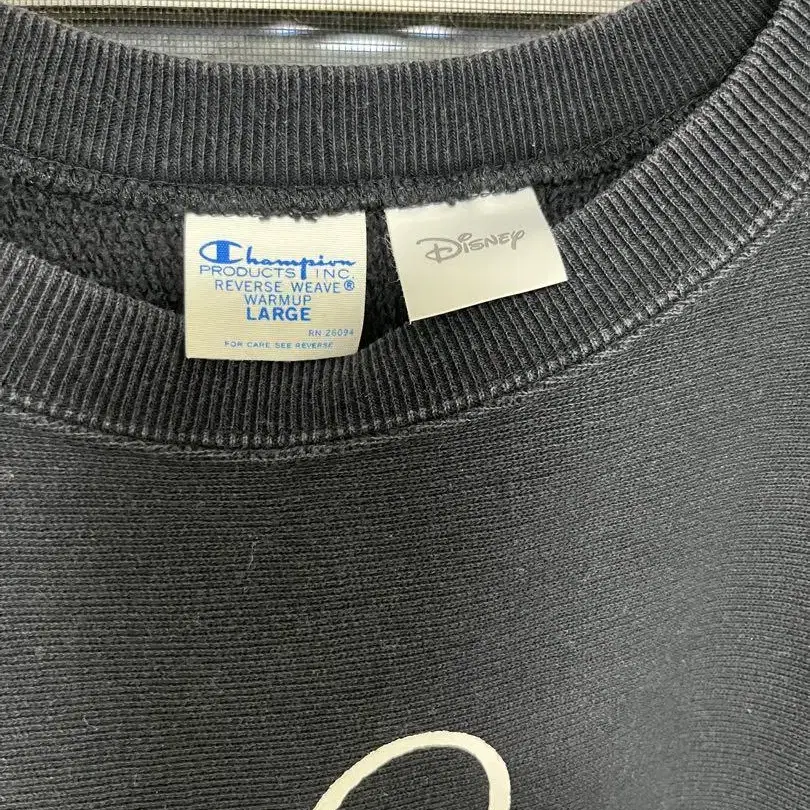 Champion
PRODUCTS INC.
REVERSE WEAVE®
WARMUP
LARGE
RN 26094
FOR CARE SEE REVERSE
Disney